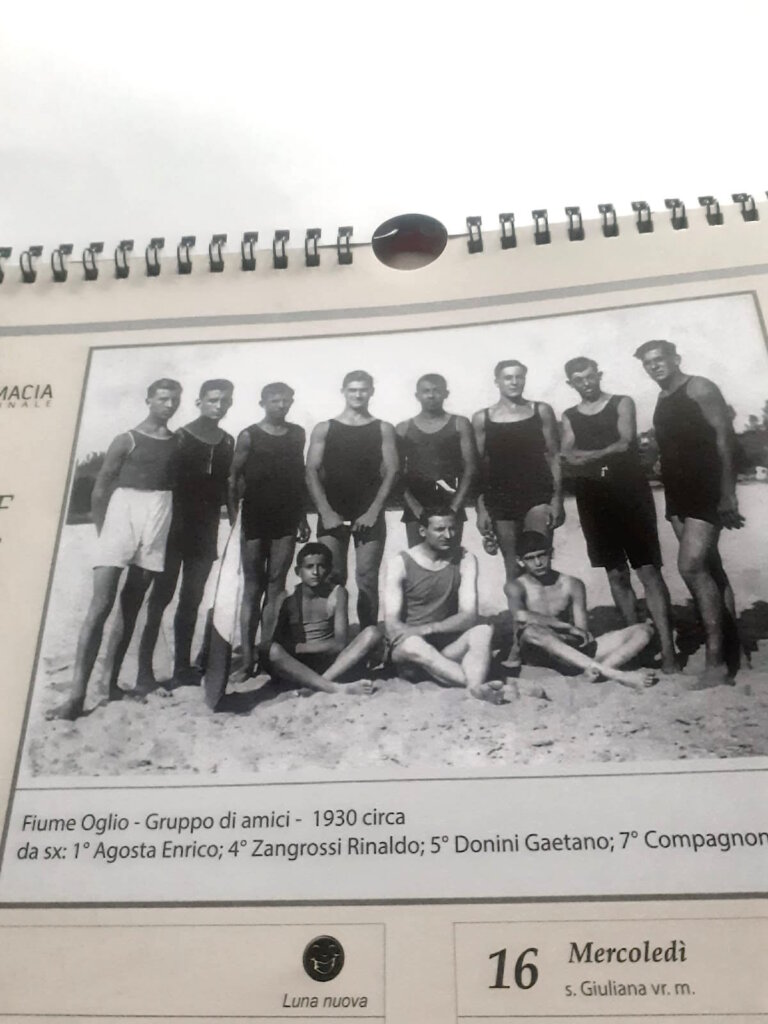 Fiume Oglio - Gruppo di amici - 1930 circa
da sx: 1° Agosta Enrico; 4° Zangrossi Rinaldo; 5° Donini Gaetano; 7° Compagnon
Luna nuova
16 Mercoledì
s. Giuliana vr. m.